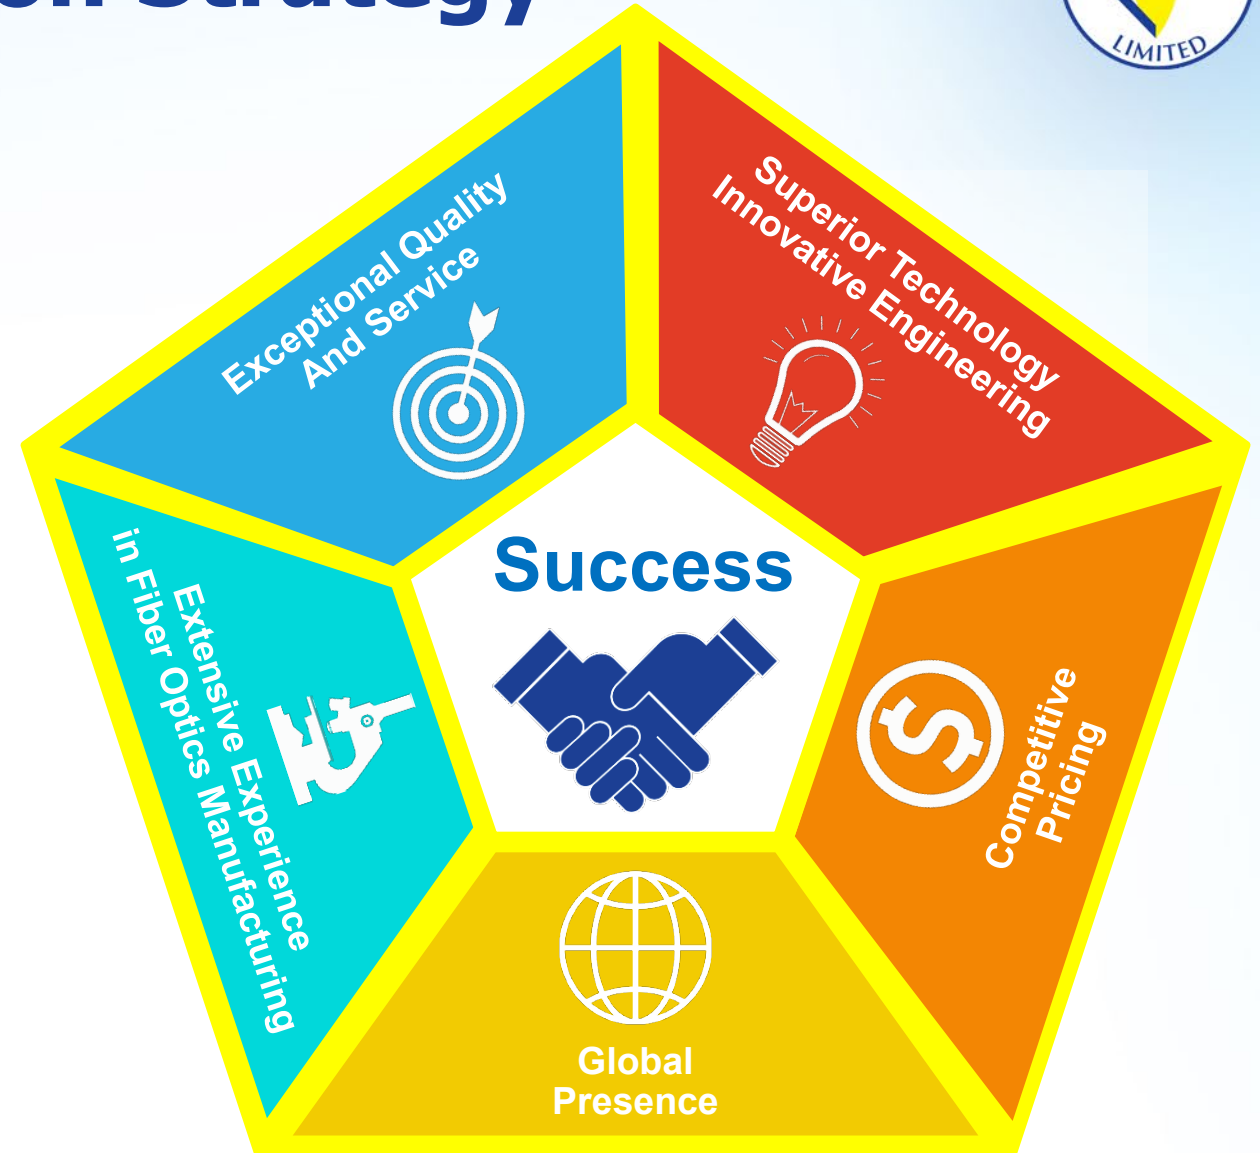 Strategy
LIMITED
Exceptional Quality
And Service
Superior Technology
Innovative Engineering
Success
Extensive Experience
in Fiber Optics Manufacturing
Competitive
Pricing
Global
Presence